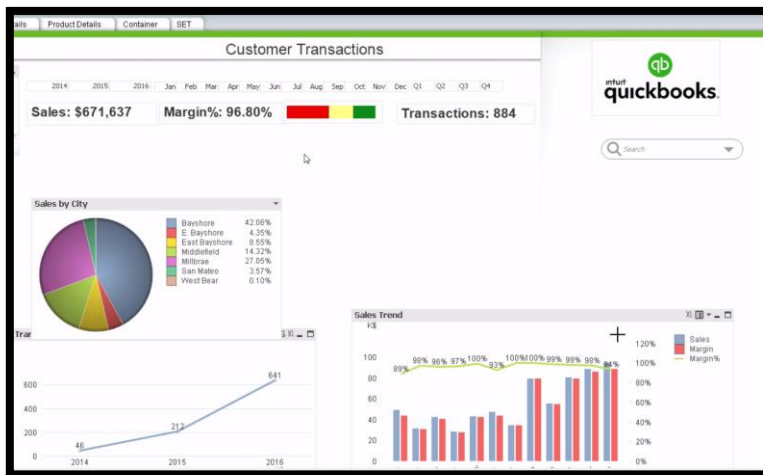 ails Product Details Container SET
Customer Transactions
qb
intuit
quickbooks.
2014 2015 2016 Jan Feb Mar Apr May Jun Jul Aug Sep Oct Nov Dec Q1 Q2 Q3 Q4
Sales: $671,637 Margin%: 96.80% Transactions: 884
Search
Sales by City
Bayshore 42.06%
E. Bayshore 4.35%
East Bayshore 8.55%
Middlefield 14.32%
Millbrae 27.05%
San Mateo 3.57%
West Bear 0.10%
Trar XL
600
400
200
0
46
212
641
2014 2015 2016
Sales Trend XL
K$
100
80
60
40
20
0
89% 98% 96% 97% 100% 93% 100% 100% 99% 99% 98% 94%
120%
100%
80%
60%
40%
20%
0%
Sales
Margin
Margin%